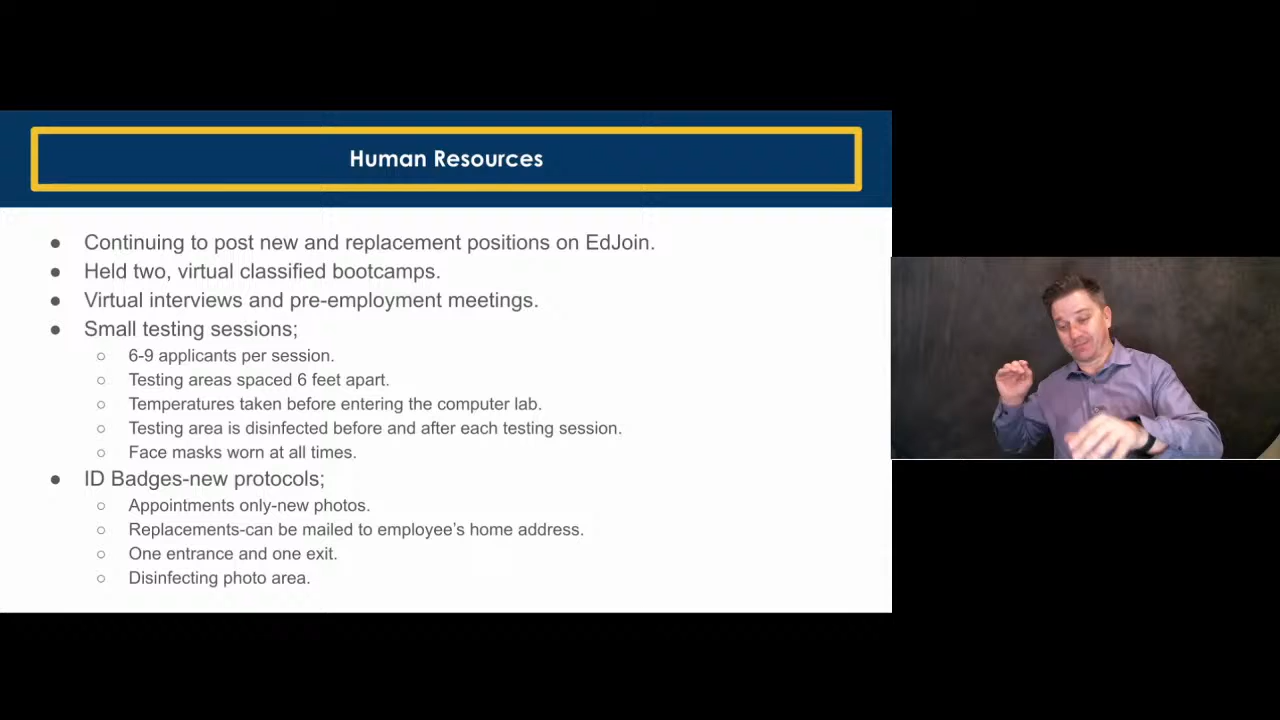 Human Resources
● Continuing to post new and replacement positions on EdJoin.
● Held two, virtual classified bootcamps.
● Virtual interviews and pre-employment meetings.
● Small testing sessions;
○ 6-9 applicants per session.
○ Testing areas spaced 6 feet apart.
○ Temperatures taken before entering the computer lab.
○ Testing area is disinfected before and after each testing session.
○ Face masks worn at all times.
● ID Badges-new protocols;
○ Appointments only-new photos.
○ Replacements-can be mailed to employee's home address.
○ One entrance and one exit.
○ Disinfecting photo area.